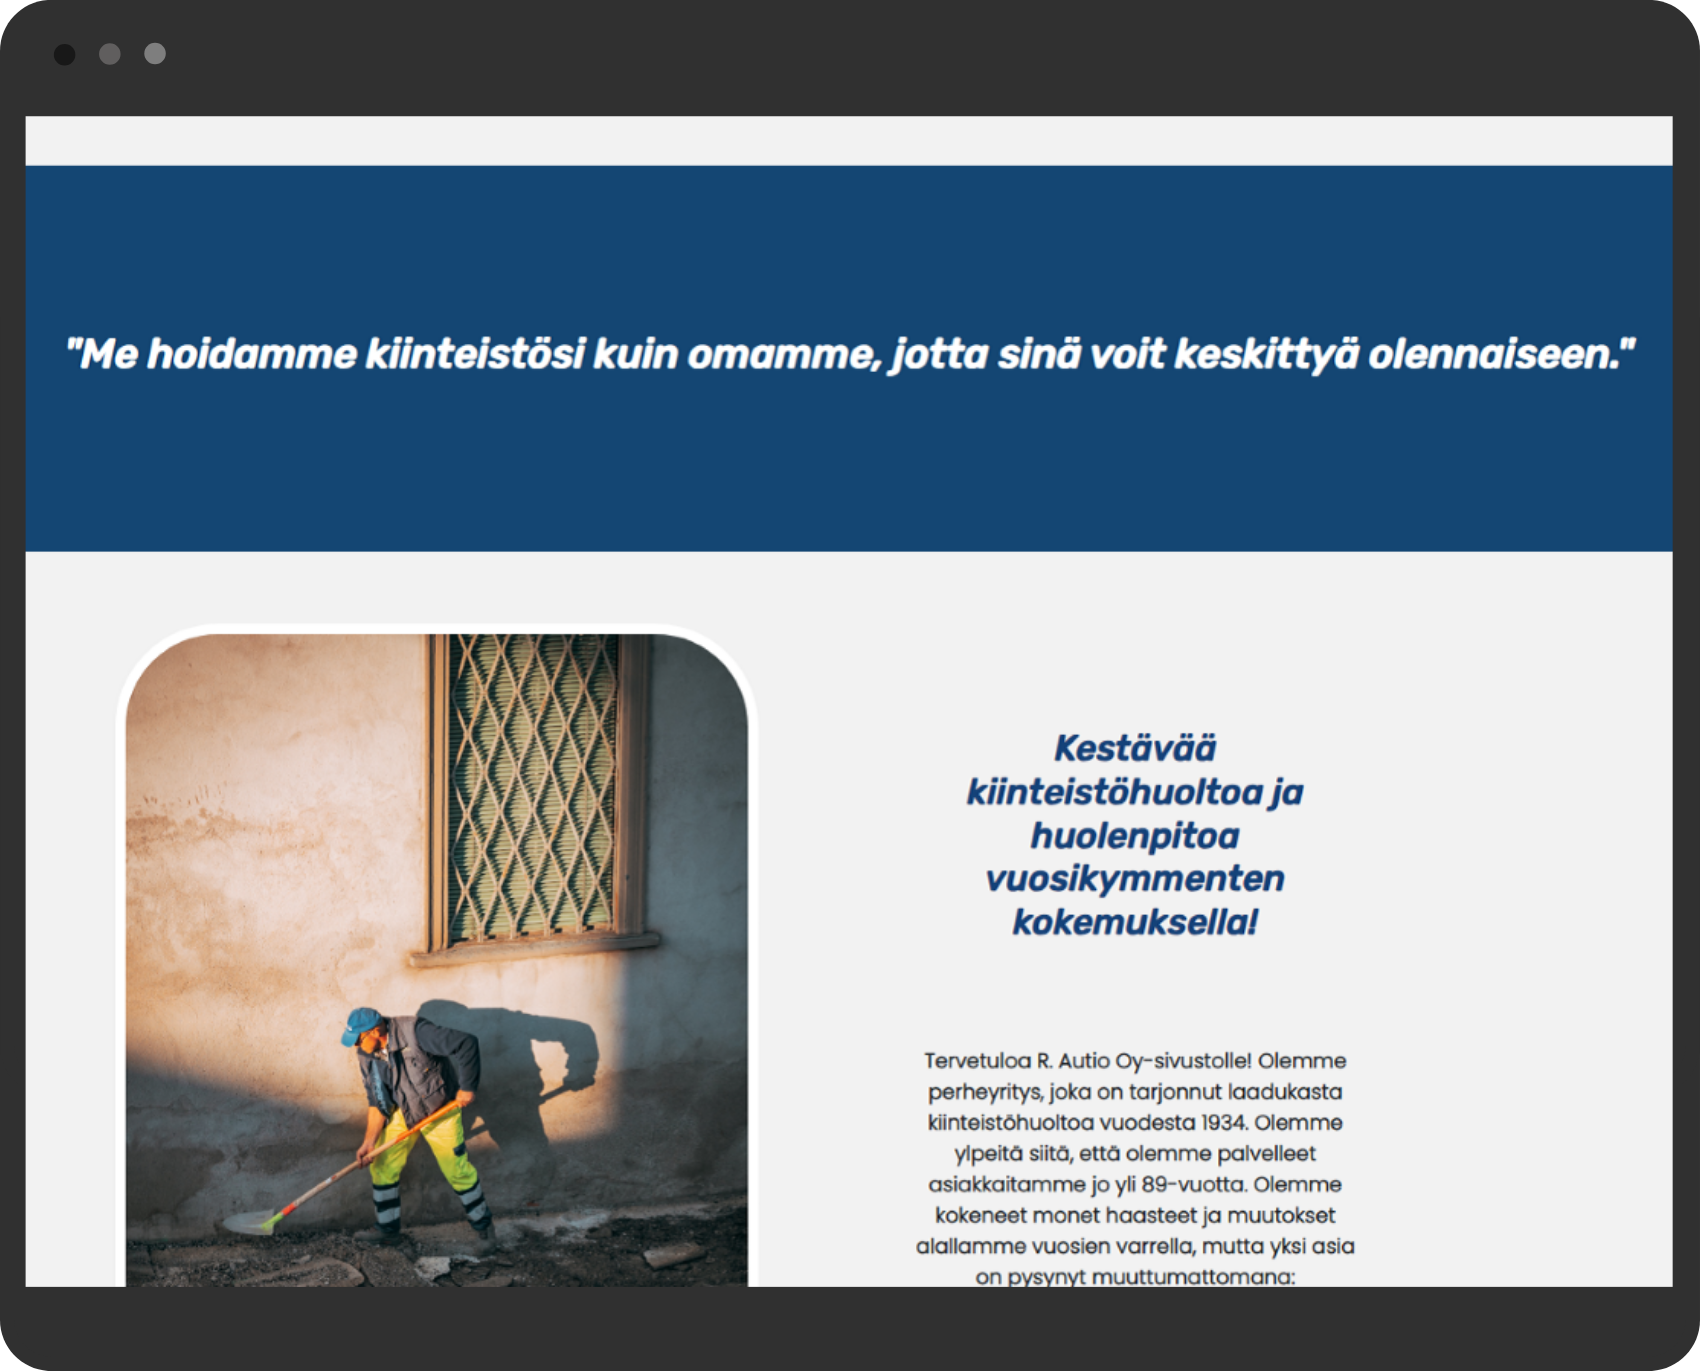 "Me hoidamme kiinteistösi kuin omamme, jotta sinä voit keskittyä olennaiseen."
Kestävää
kiinteistöhuoltoa ja
huolenpitoa
vuosikymmenten
kokemuksella!
Tervetuloa R. Autio Oy-sivustolle! Olemme
perheyritys, joka on tarjonnut laadukasta
kiinteistöhuoltoa vuodesta 1934. Olemme
ylpeitä siitä, että olemme palvelleet
asiakkaitamme jo yli 89-vuotta. Olemme
kokeneet monet haasteet ja muutokset
alallamme vuosien varrella, mutta yksi asia
on pysynyt muuttumattomana: